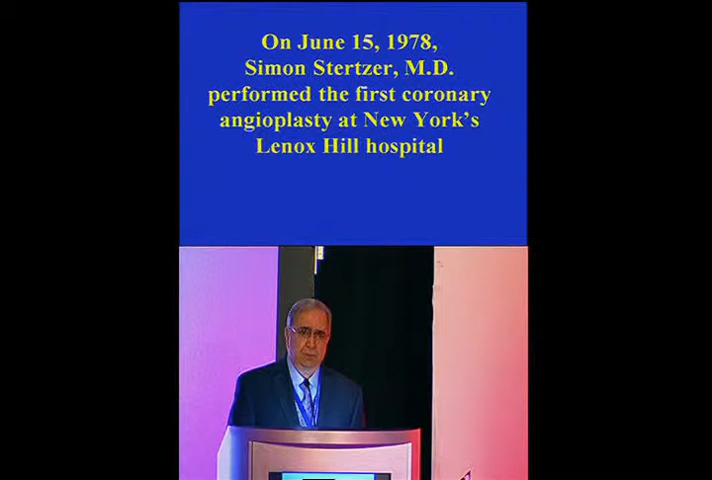 On June 15, 1978,
Simon Stertzer, M.D.
performed the first coronary
angioplasty at New York's
Lenox Hill hospital